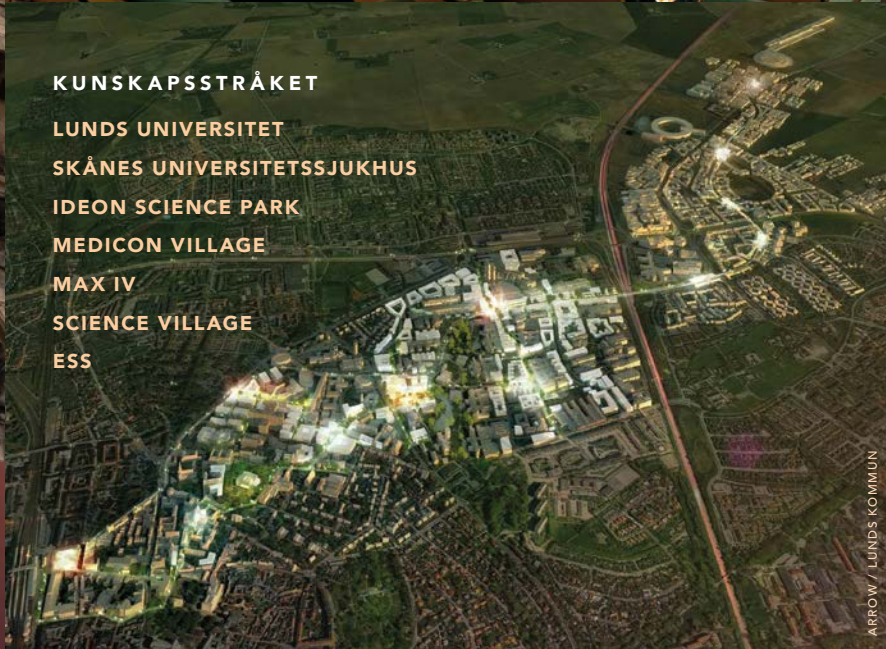 KUNSKAPSSTRÅKET
LUNDS UNIVERSITET
SKÅNES UNIVERSITETSSJUKHUS
IDEON SCIENCE PARK
MEDICON VILLAGE
MAX IV
SCIENCE VILLAGE
ESS
ARROW / LUNDS KOMMUN